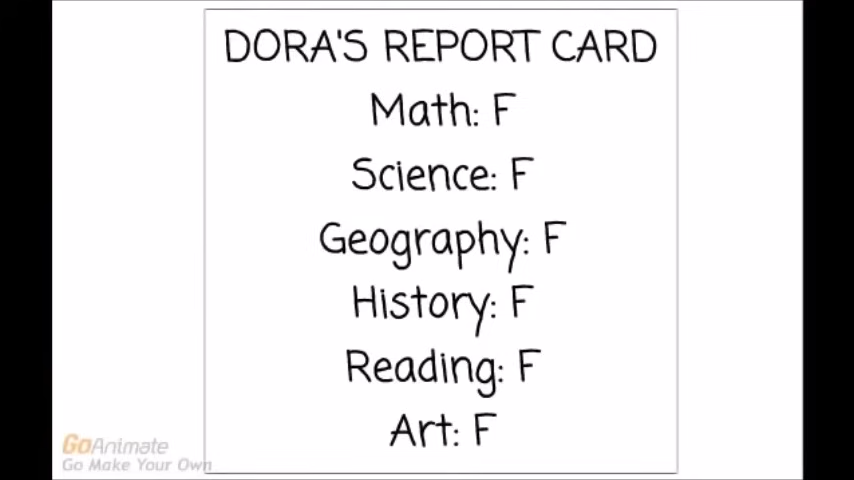 DORA'S REPORT CARD
Math: F
Science: F
Geography: F
History: F
Reading: F
Art: F
GoAnimate
Go Make Your Own